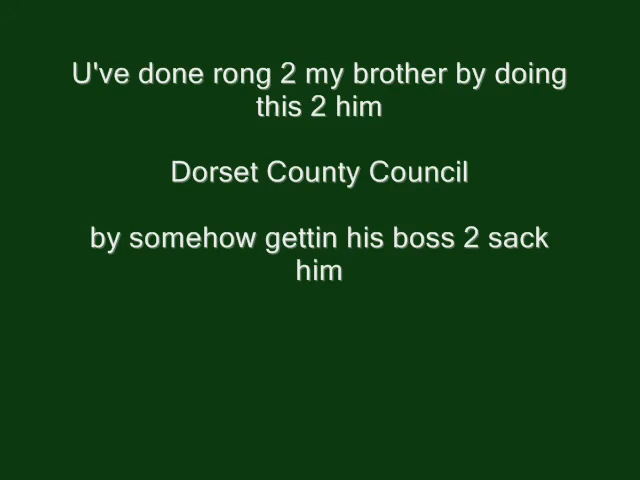 U've done rong 2 my brother by doing
this 2 him
Dorset County Council
by somehow gettin his boss 2 sack
him